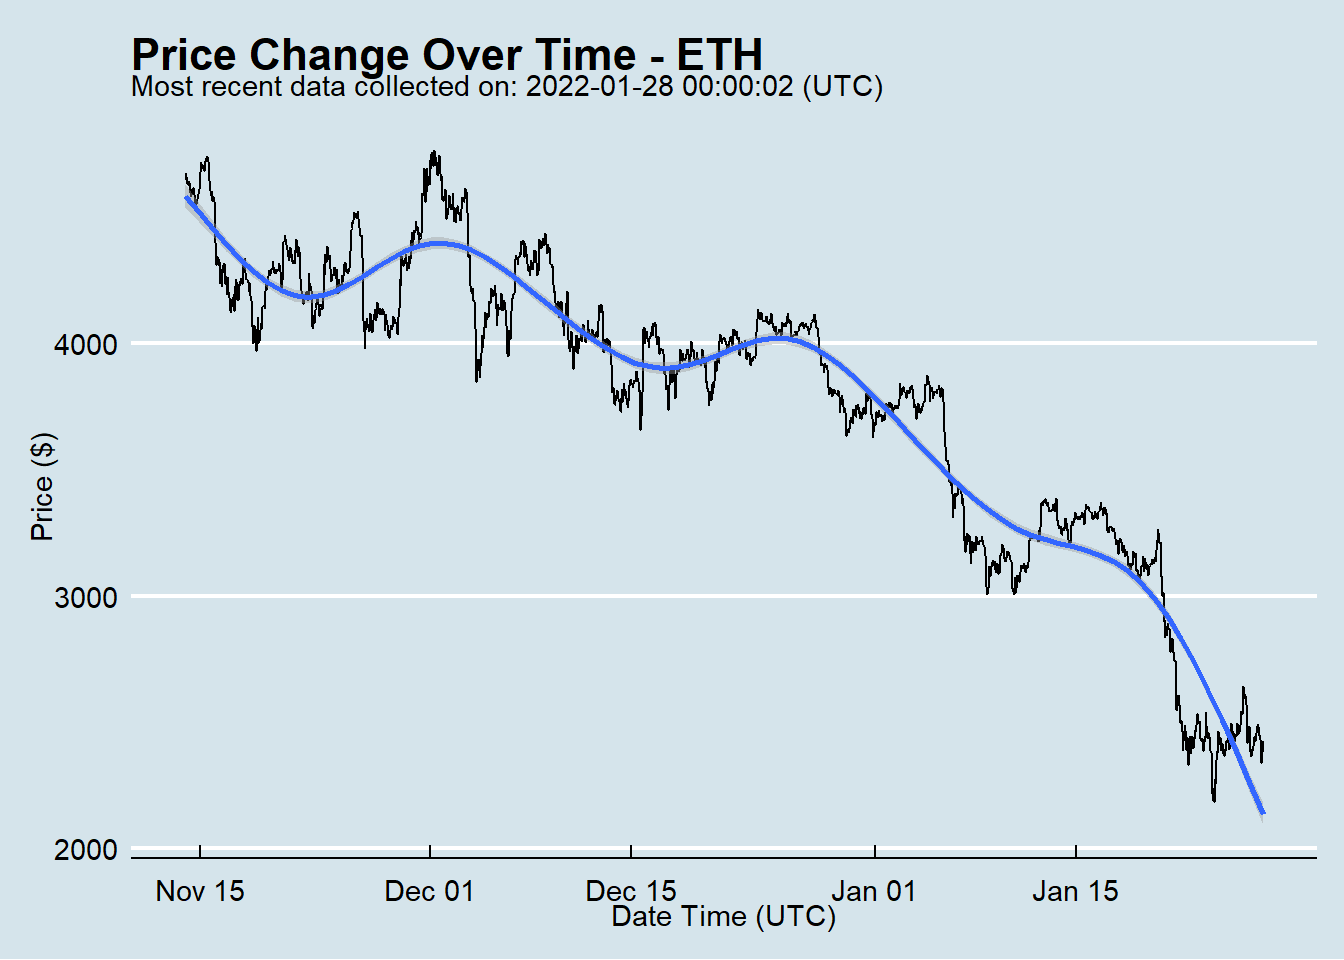 Price Change Over Time - ETH
Most recent data collected on: 2022-01-28 00:00:02 (UTC)
Price ($)
4000
3000
2000
Nov 15 Dec 01 Dec 15 Jan 01 Jan 15
Date Time (UTC)